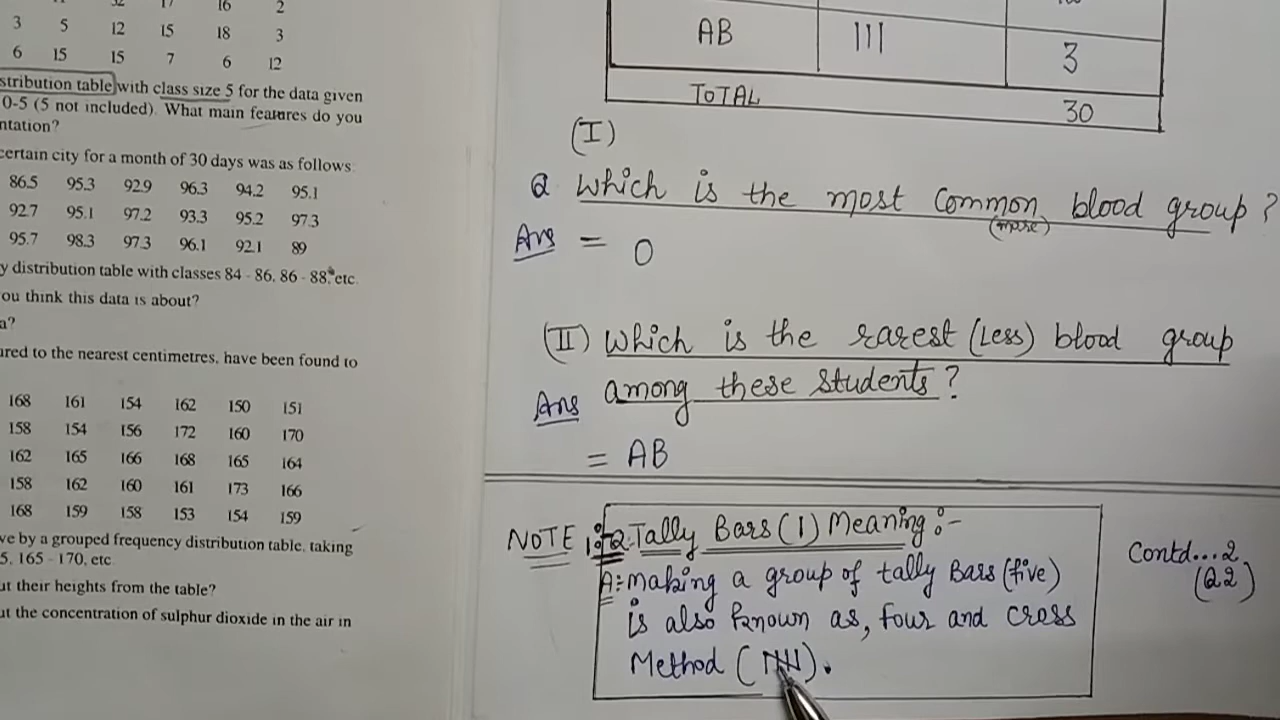 16 2
3 5 12 15 18 3
6 15 15 7 6 12
stribution table with class size 5 for the data given
0-5 (5 not included). What main features do you
ntation?
certain city for a month of 30 days was as follows
86.5 95.3 92.9 96.3 94.2 95.1
92.7 95.1 97.2 93.3 95.2 97.3
95.7 98.3 97.3 96.1 92.1 89
y distribution table with classes 84 - 86, 86 - 88, etc.
ou think this data is about?
a?
ured to the nearest centimetres, have been found to
168 161 154 162 150 151
158 154 156 172 160 170
162 165 166 168 165 164
158 162 160 161 173 166
168 159 158 153 154 159
ve by a grouped frequency distribution table, taking
5, 165 - 170, etc
ut their heights from the table?
ut the concentration of sulphur dioxide in the air in
AB ||| 3
TOTAL 30
(I)
Q Which is the most common blood group?
(more)
Ans = O
(II) Which is the rarest (Less) blood group
among these students?
Ans
= AB
NOTE 1 of 2. Tally Bars (I) Meaning :-
A: making a group of tally Bars (five)
is also known as, four and cross
Method ( ).
Contd...2
(Q2)